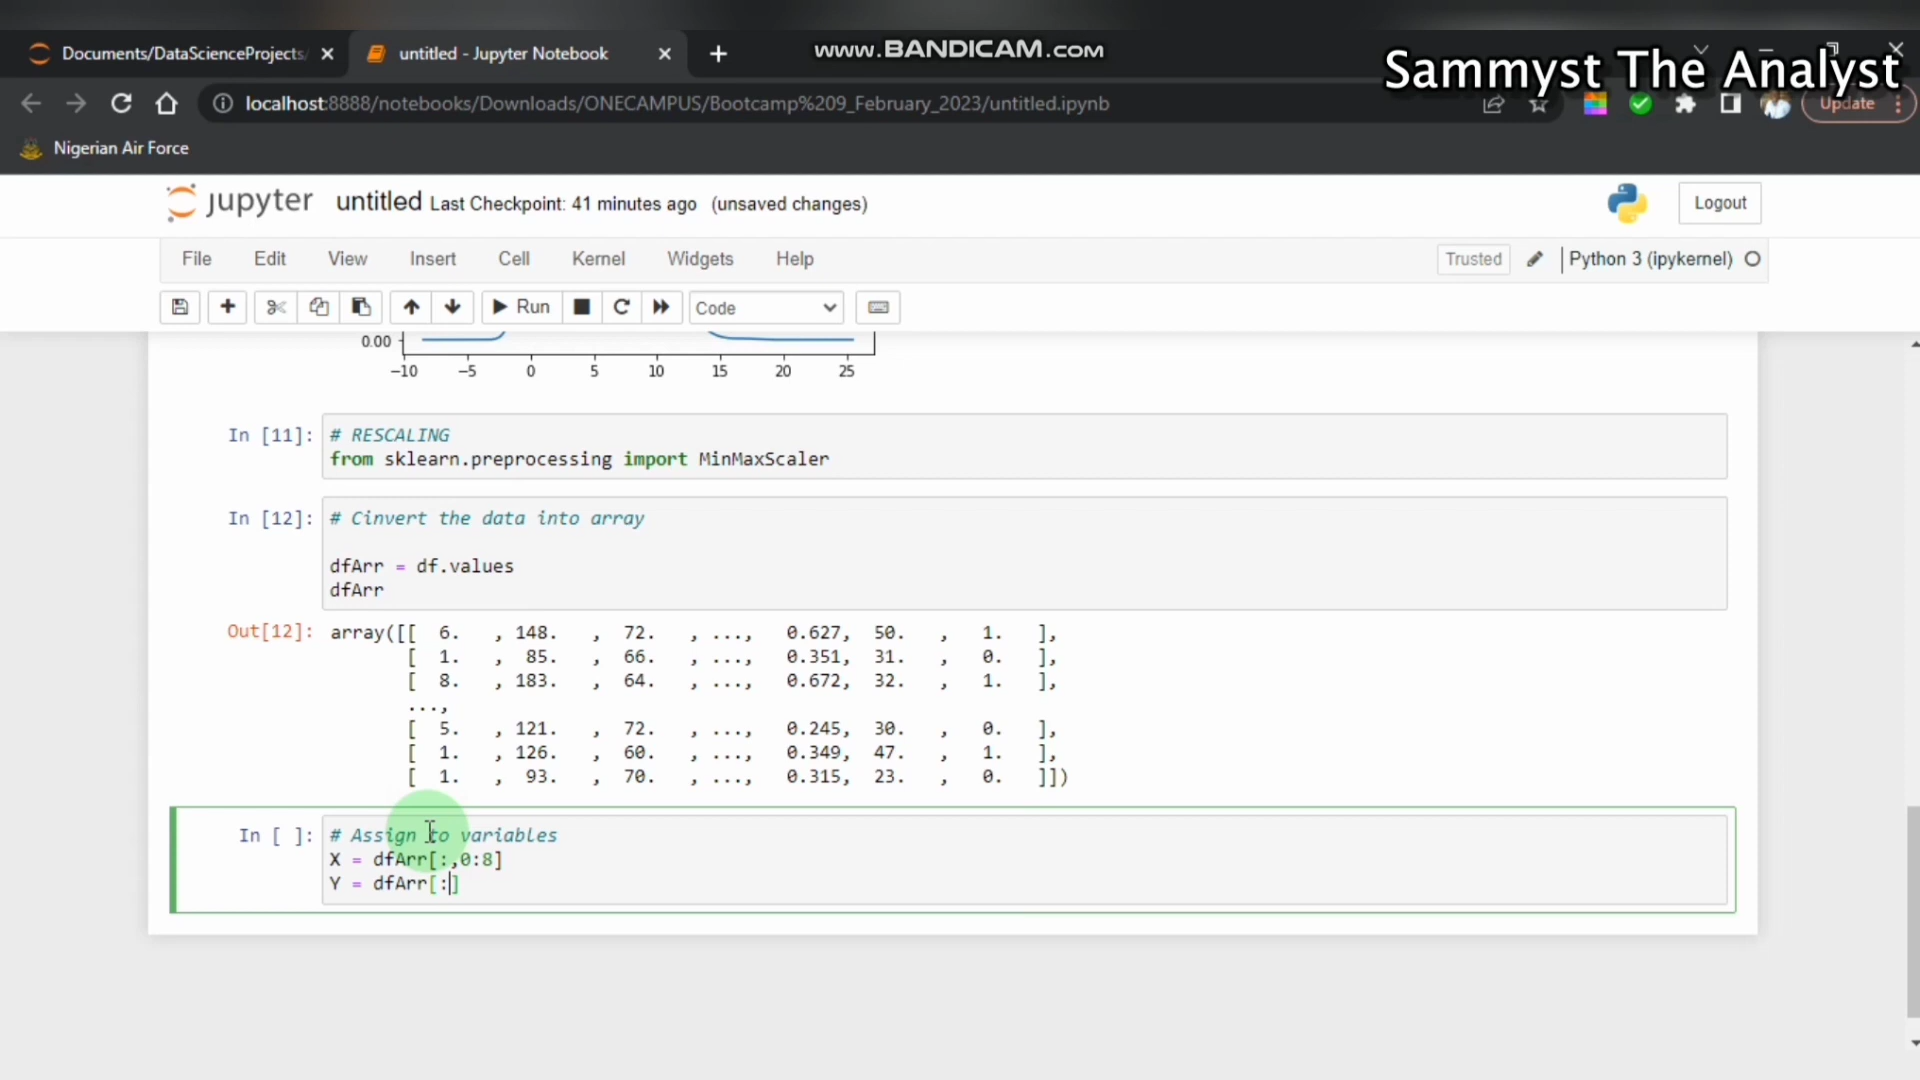 www.BANDICAM.com
Sammyst The Analyst
Documents/DataScienceProjects/
untitled - Jupyter Notebook
localhost:8888/notebooks/Downloads/ONECAMPUS/Bootcamp%209_February_2023/untitled.ipynb
Update
Nigerian Air Force
jupyter untitled Last Checkpoint: 41 minutes ago (unsaved changes)
Logout
File Edit View Insert Cell Kernel Widgets Help
Trusted
Python 3 (ipykernel)
Run
Code
0.00
−10 −5 0 5 10 15 20 25
In [11]: # RESCALING
from sklearn.preprocessing import MinMaxScaler
In [12]: # Cinvert the data into array
dfArr = df.values
dfArr
Out[12]: array([[ 6. , 148. , 72. , ..., 0.627, 50. , 1. ],
[ 1. , 85. , 66. , ..., 0.351, 31. , 0. ],
[ 8. , 183. , 64. , ..., 0.672, 32. , 1. ],
...,
[ 5. , 121. , 72. , ..., 0.245, 30. , 0. ],
[ 1. , 126. , 60. , ..., 0.349, 47. , 1. ],
[ 1. , 93. , 70. , ..., 0.315, 23. , 0. ]])
In [ ]: # Assign to variables
X = dfArr[:,0:8]
Y = dfArr[:]